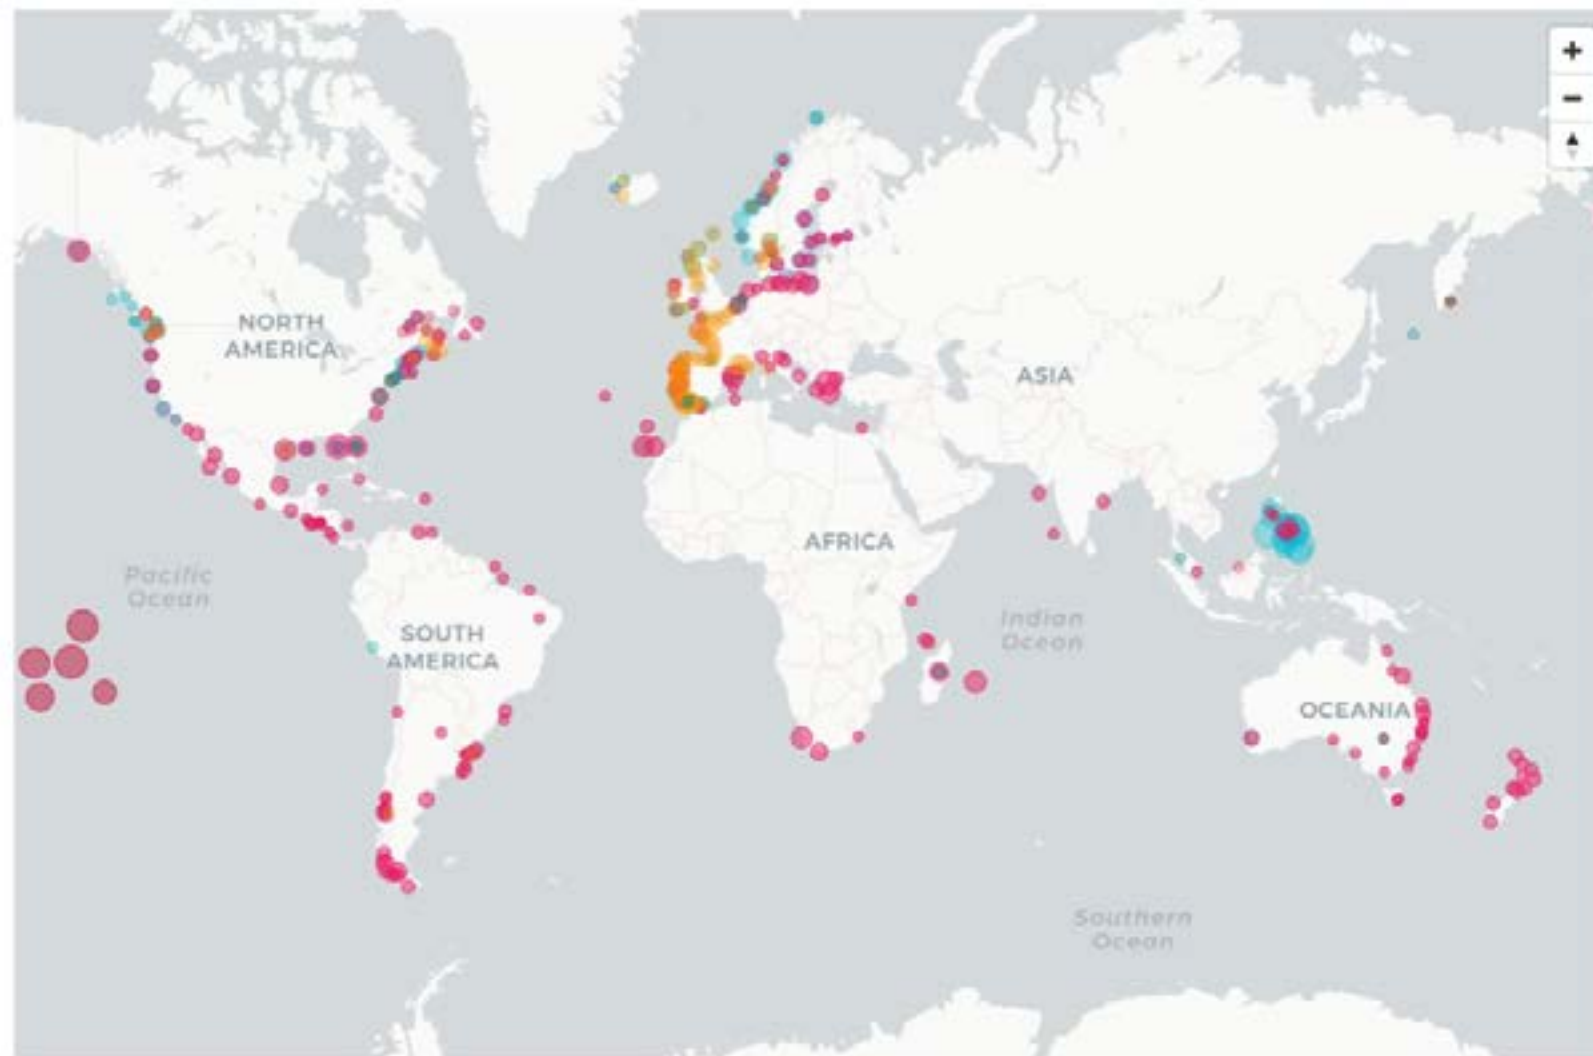 +
−
NORTH
AMERICA
ASIA
AFRICA
Pacific
Ocean
SOUTH
AMERICA
Indian
Ocean
OCEANIA
Southern
Ocean